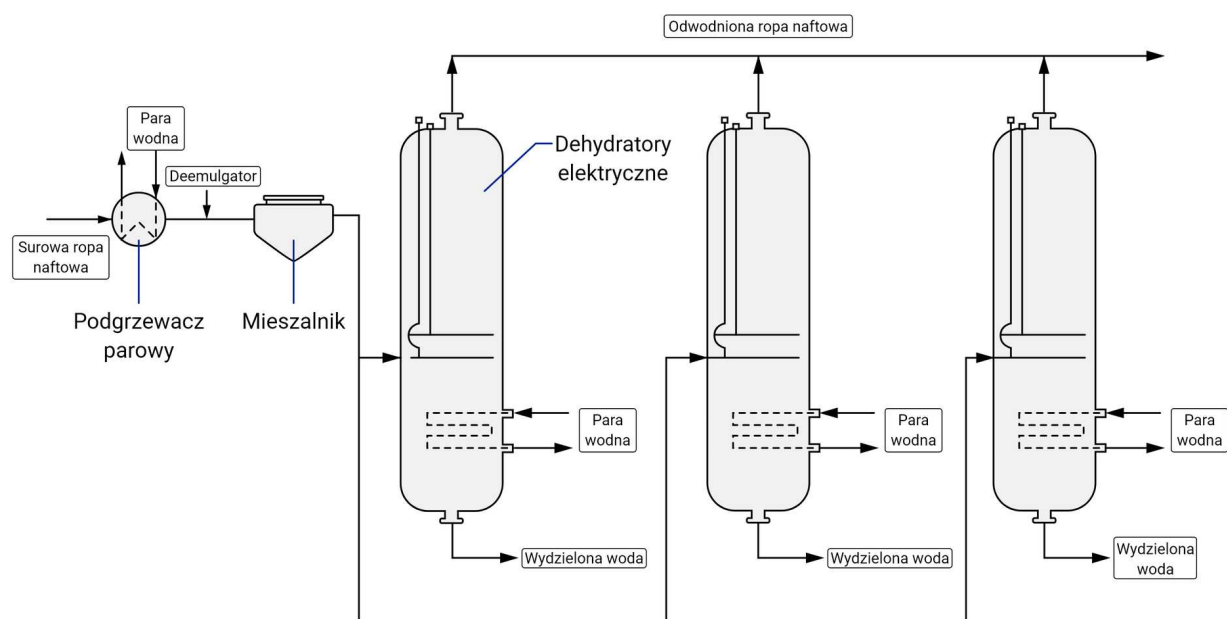 Odwodniona ropa naftowa
Para
wodna
Deemulgator
Dehydratory
elektryczne
Surowa ropa
naftowa
Podgrzewacz
parowy
Mieszalnik
Para
wodna
Para
wodna
Para
wodna
Wydzielona woda
Wydzielona woda
Wydzielona
woda